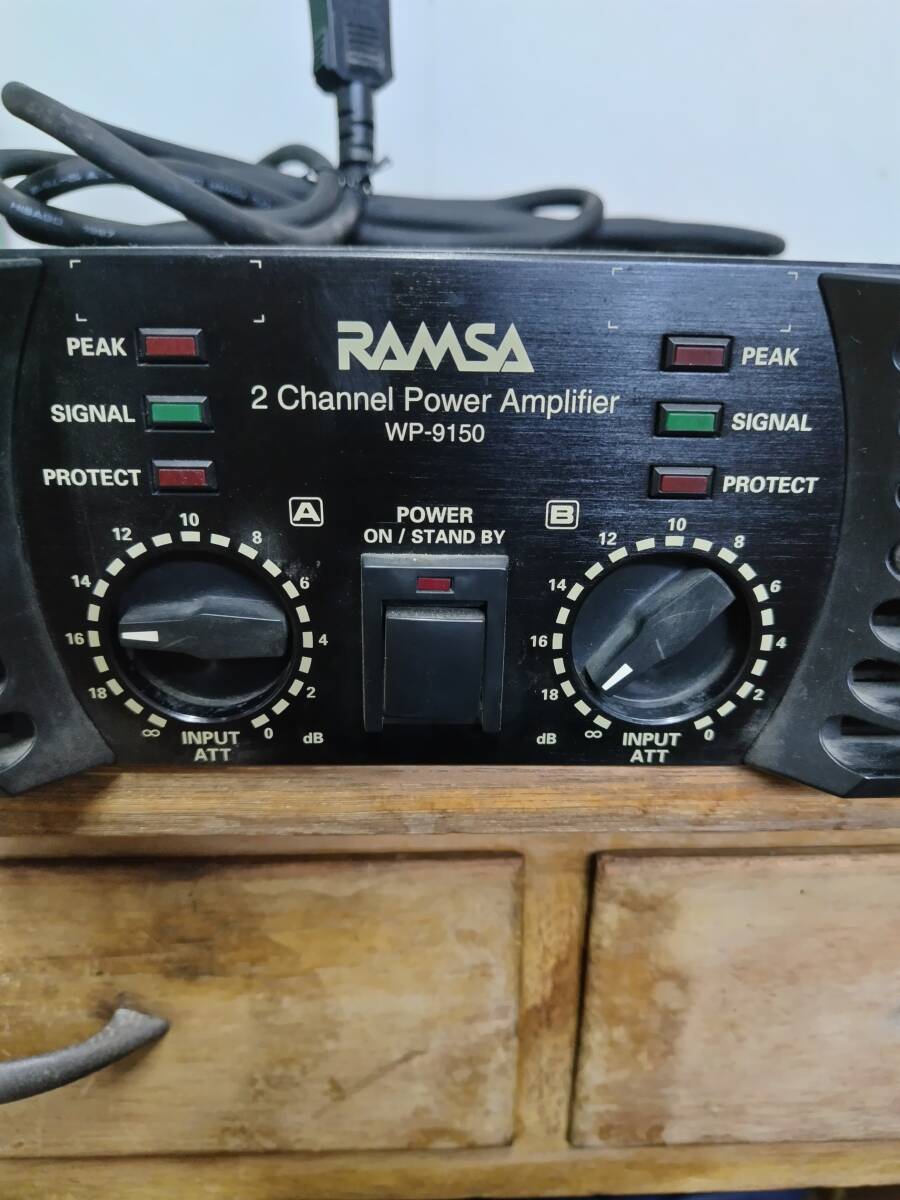 HISAGO
RAMSA
2 Channel Power Amplifier
WP-9150
PEAK
SIGNAL
PROTECT
PEAK
SIGNAL
PROTECT
A
POWER
ON / STAND BY
B
10
12
8
14
6
16
4
18
2
∞
0
dB
INPUT
ATT
10
12
8
14
6
16
4
18
2
dB
∞
0
INPUT
ATT